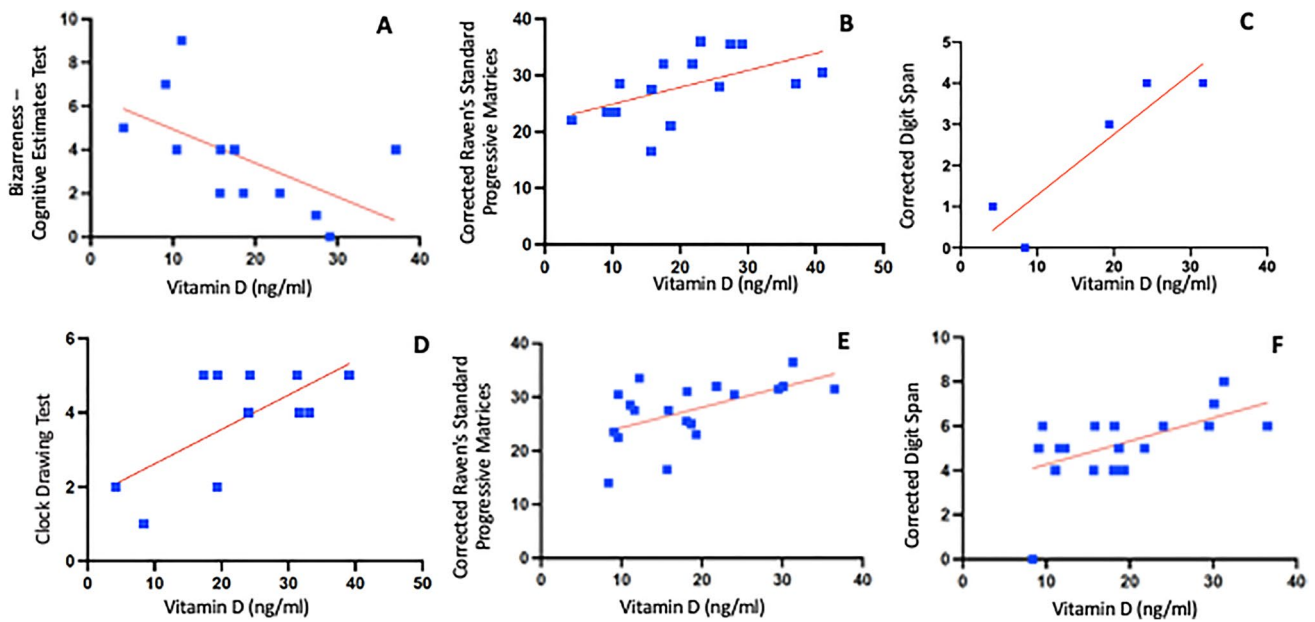 A
Bizarreness –
Cognitive Estimates Test
10
8
6
4
2
0
0 10 20 30 40
Vitamin D (ng/ml)
B
Corrected Raven's Standard
Progressive Matrices
40
30
20
10
0
0 10 20 30 40 50
Vitamin D (ng/ml)
C
Corrected Digit Span
5
4
3
2
1
0
0 10 20 30 40
Vitamin D (ng/ml)
D
Clock Drawing Test
6
4
2
0
0 10 20 30 40 50
Vitamin D (ng/ml)
E
Corrected Raven's Standard
Progressive Matrices
40
30
20
10
0
0 10 20 30 40
Vitamin D (ng/ml)
F
Corrected Digit Span
10
8
6
4
2
0
0 10 20 30 40
Vitamin D (ng/ml)